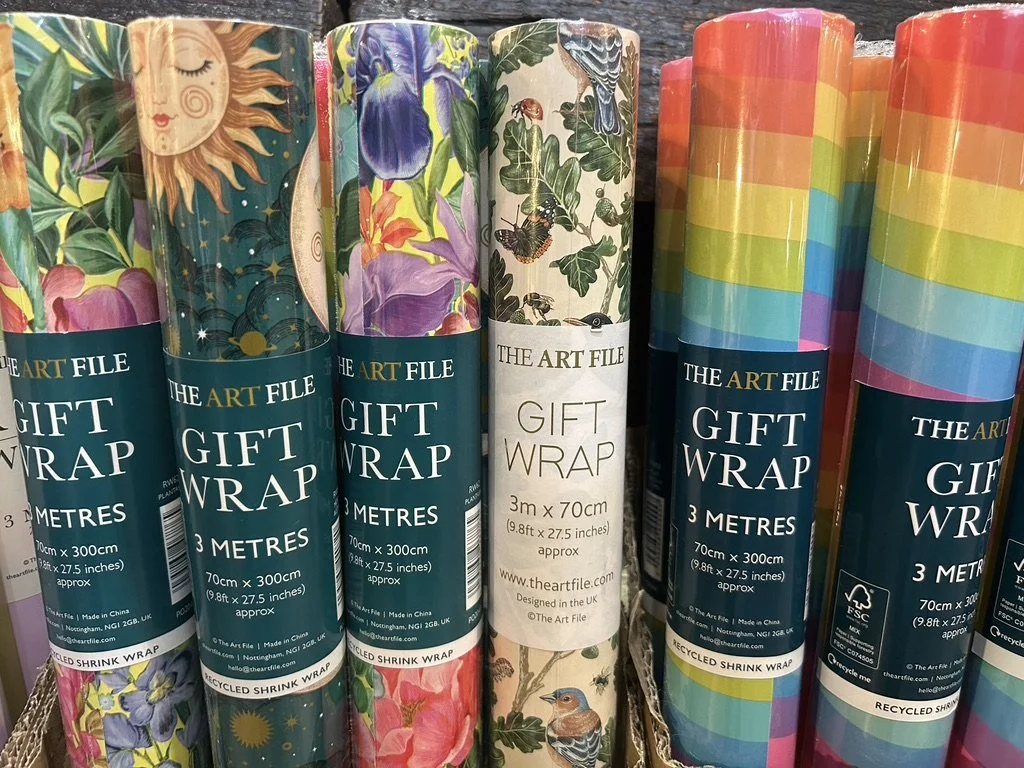 THE ART FILE
GIFT
WRAP
3 METRES
70cm x 300cm
(9.8ft x 27.5 inches)
approx
© The Art File | Made in China
Nottingham, NG1 2GB, UK
hello@theartfile.com
RECYCLED SHRINK WRAP
THE ART FILE
GIFT
WRAP
3 METRES
70cm x 300cm
(9.8ft x 27.5 inches)
approx
© The Art File | Made in China
theartfile.com | Nottingham, NG1 2GB, UK
hello@theartfile.com
RECYCLED SHRINK WRAP
THE ART FILE
GIFT
WRAP
3 METRES
70cm x 300cm
(9.8ft x 27.5 inches)
approx
The Art File | Made in China
Nottingham, NG1 2GB, UK
hello@theartfile.com
RECYCLED SHRINK WRAP
THE ART FILE
GIFT
WRAP
3m x 70cm
(9.8ft x 27.5 inches)
approx
www.theartfile.com
Designed in the UK
© The Art File
THE ART FILE
GIFT
WRAP
3 METRES
70cm x 300cm
(9.8ft x 27.5 inches)
approx
© The Art File | Made in China
theartfile.com | Nottingham, NG1 2GB, UK
hello@theartfile.com
RECYCLED SHRINK WRAP
THE ART
GIF
WRA
3 METR
70cm x 300
(9.8ft x 27.5 in
approx
FSC
MIX
FSC® C074505
recycle me
© The Art File
theartfile.com | Nott
hello@thea
RECYCLED SHRIN